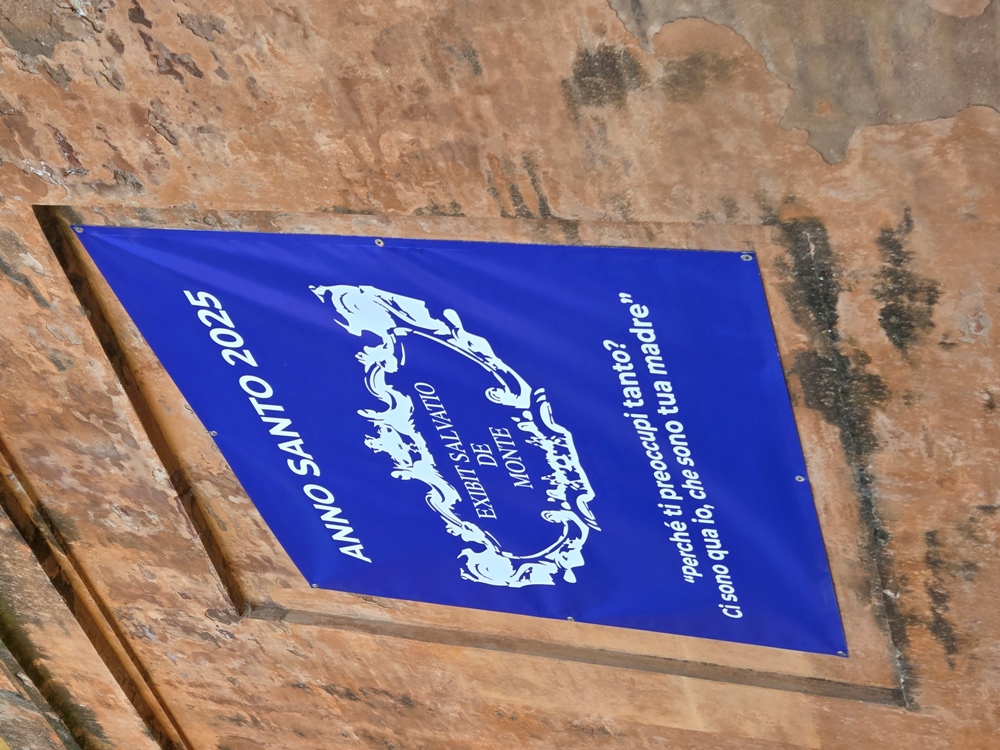 ANNO SANTO 2025
EXIBIT SALVATIO
DE
MONTE
“Perché ti preoccupi tanto?
Ci sono qua io, che sono tua madre”